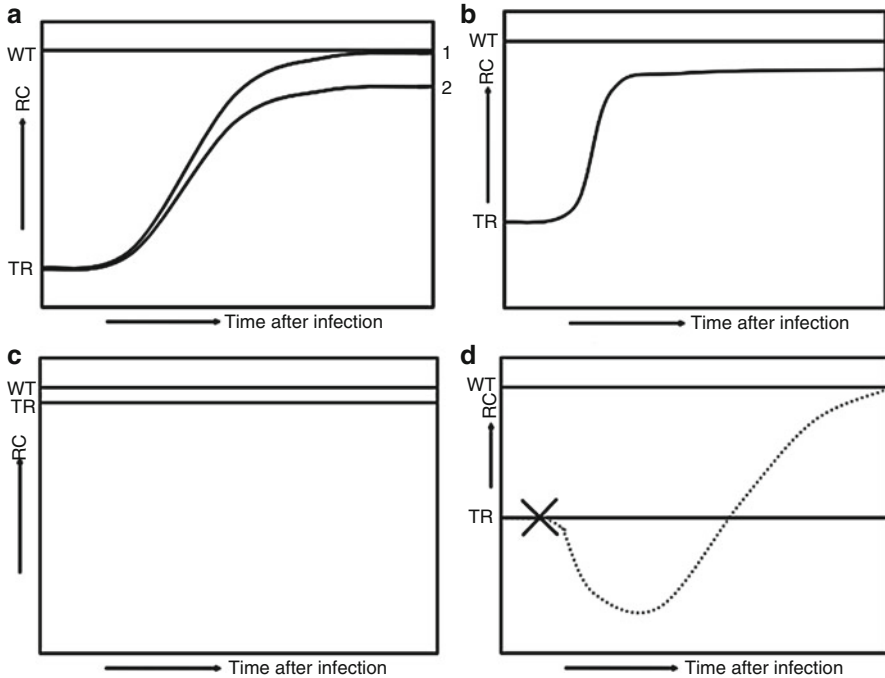 a
WT
RC
TR
1
2
Time after infection
b
WT
RC
TR
Time after infection
c
WT
TR
RC
Time after infection
d
WT
RC
TR
Time after infection